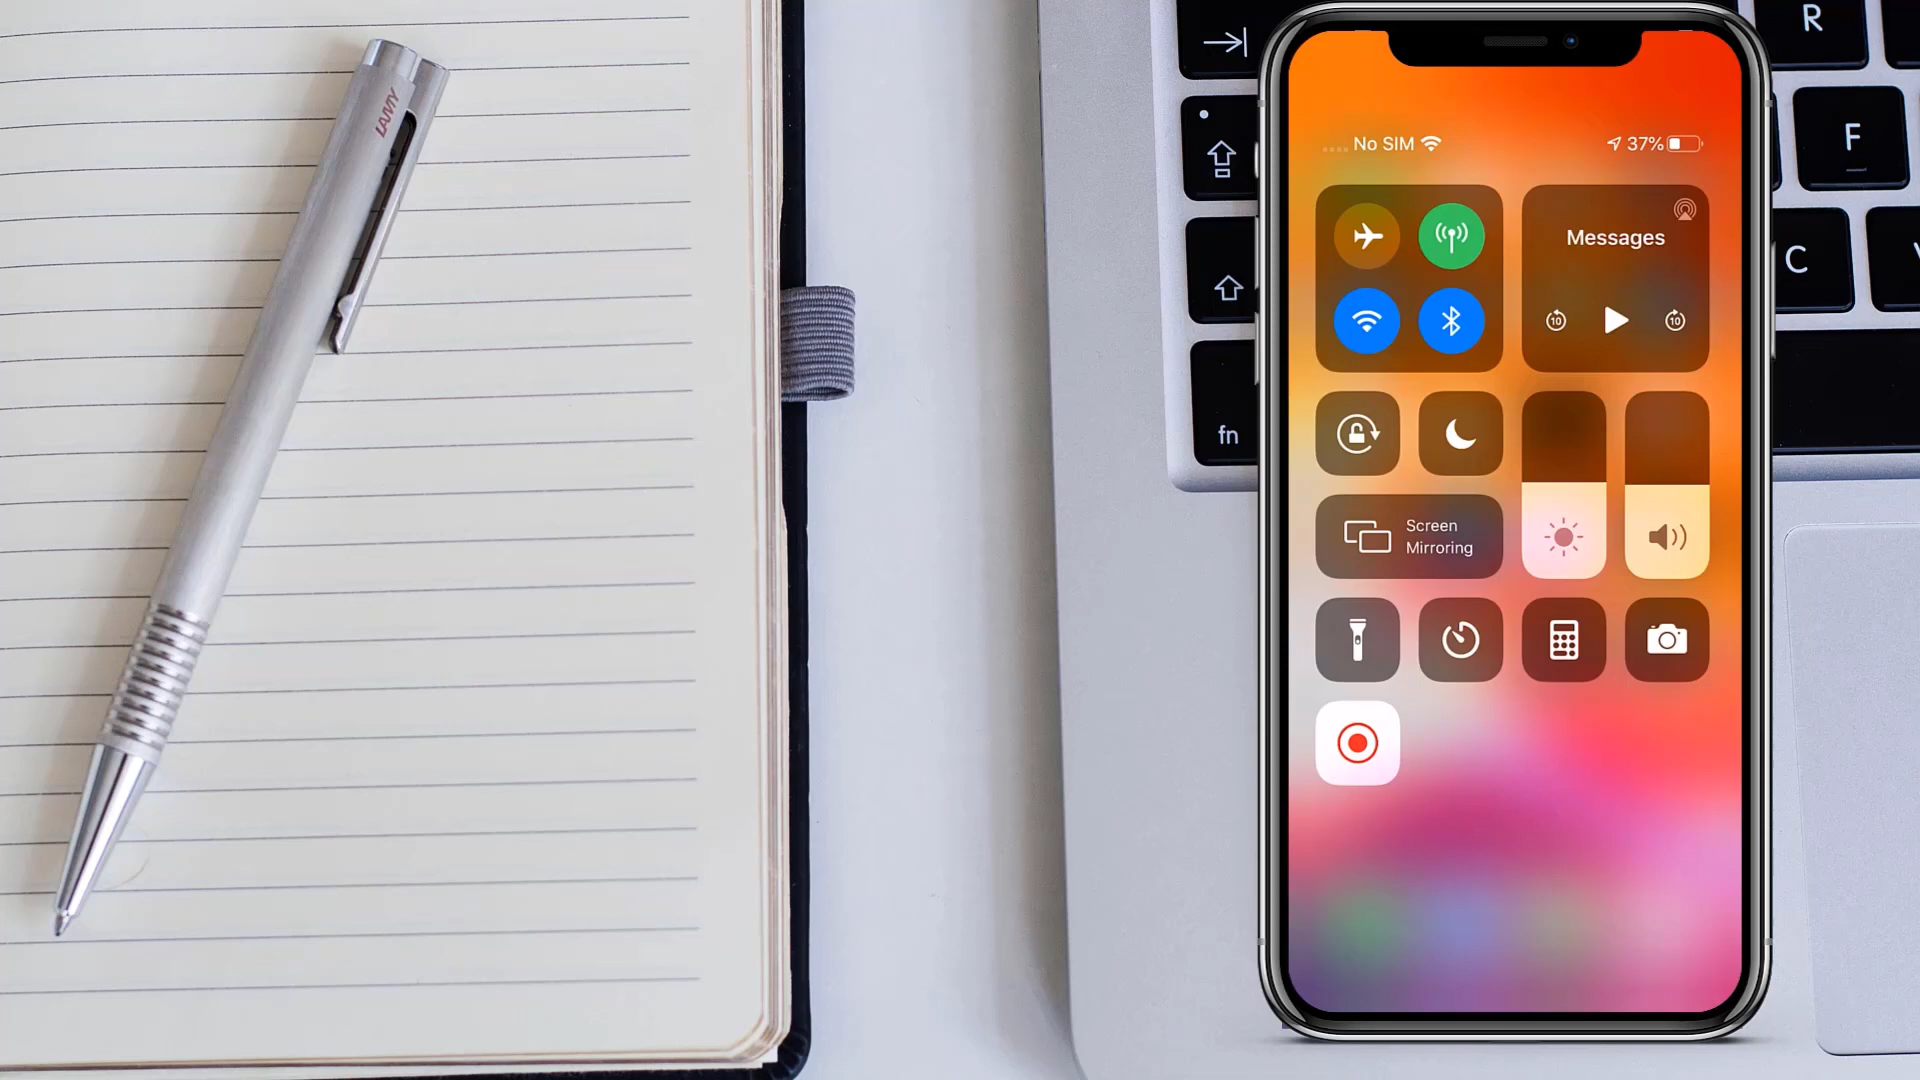 LAMY
R
F
C
fn
No SIM
37%
Messages
10
10
Screen
Mirroring